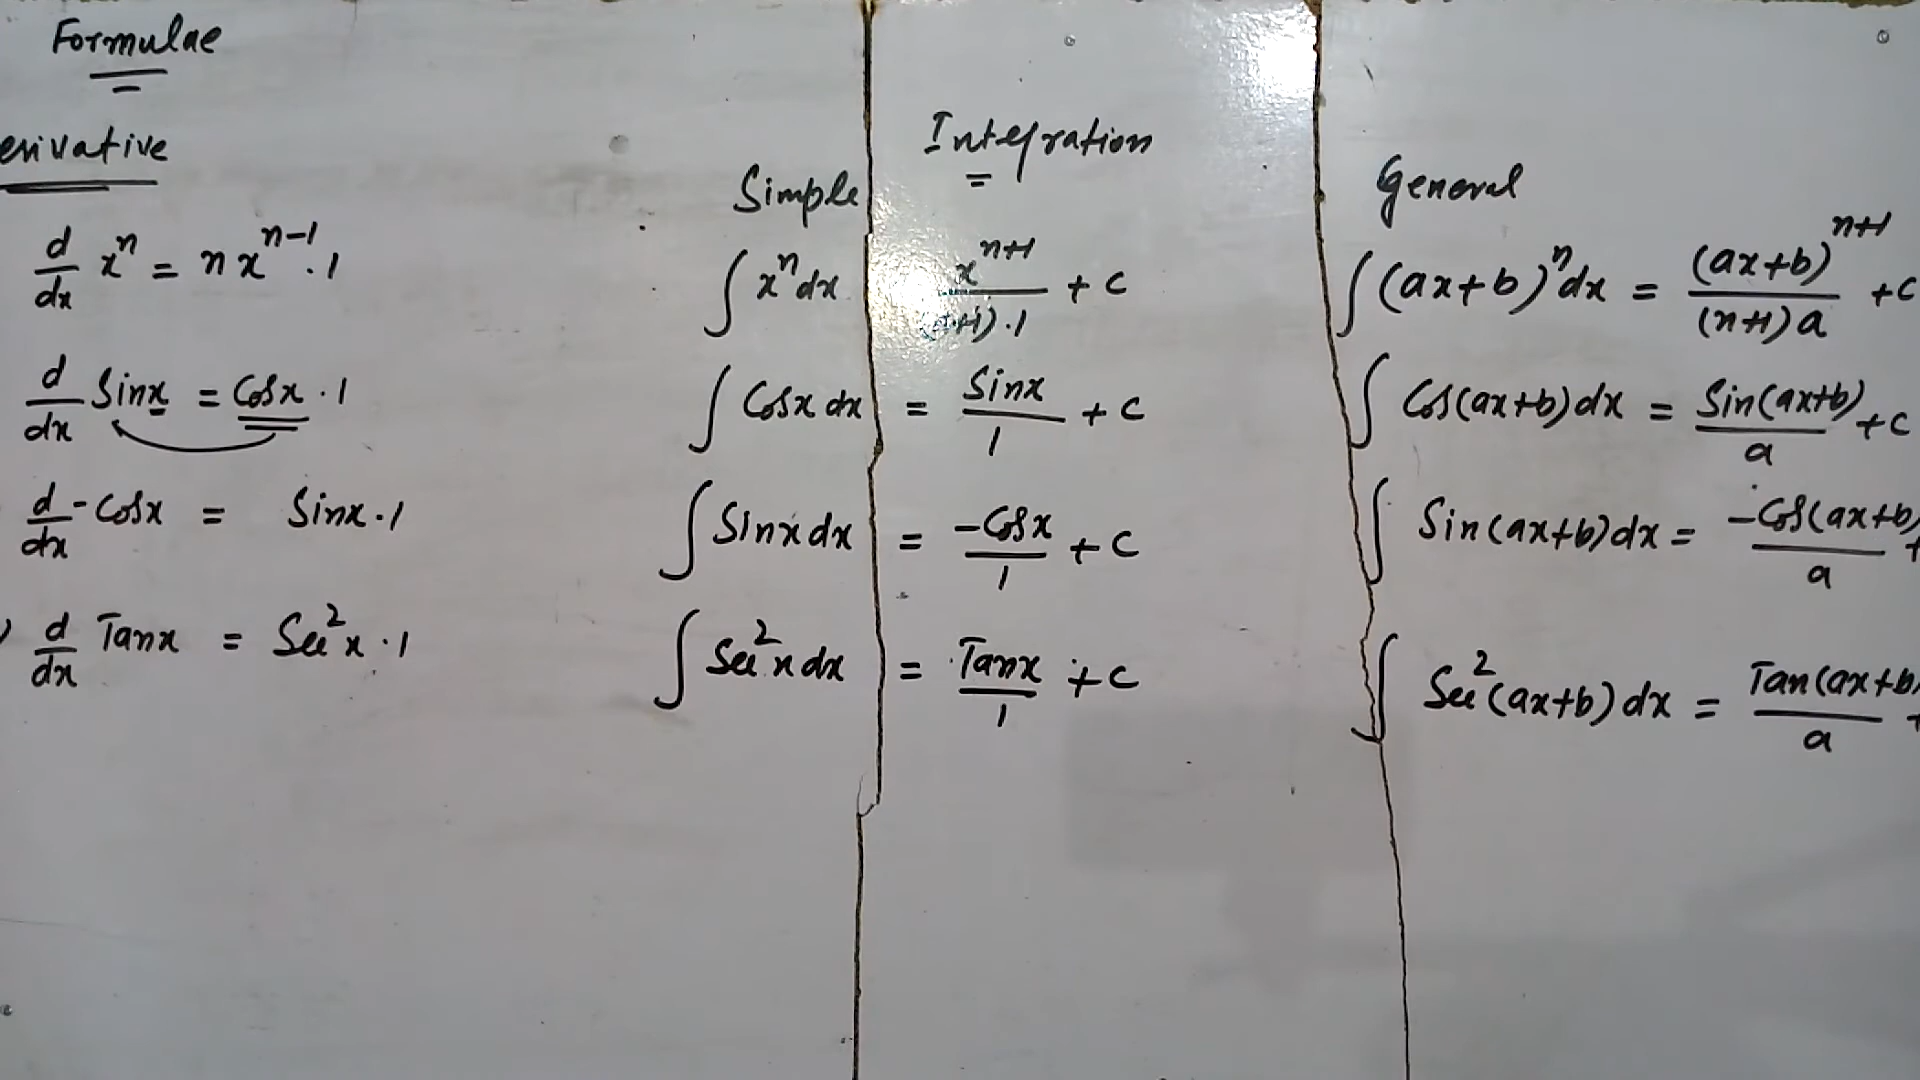 Formulae
erivative
Integration
Simple
General
d/dx x^n = n x^(n-1) . 1
∫ x^n dx x^(n+1)/(n+1).1 + C
∫ (ax+b)^n dx = (ax+b)^(n+1)/(n+1)a + C
d/dx Sinx = Cosx . 1
∫ Cosx dx = Sinx/1 + C
∫ Cos(ax+b) dx = Sin(ax+b)/a + C
d/dx -Cosx = Sinx . 1
∫ Sinx dx = -Cosx/1 + C
∫ Sin(ax+b) dx = -Cos(ax+b)/a +
) d/dx Tanx = Sec^2 x . 1
∫ Sec^2 x dx = Tanx/1 + C
∫ Sec^2 (ax+b) dx = Tan(ax+b)/a +